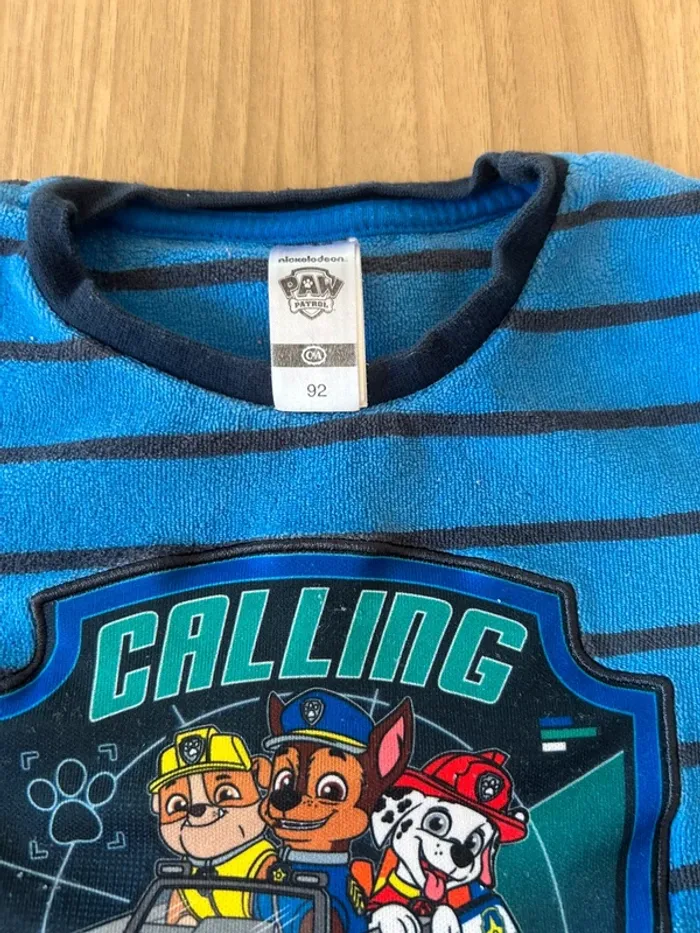 nickelodeon
PAW
PATROL
C&A
92
CALLING